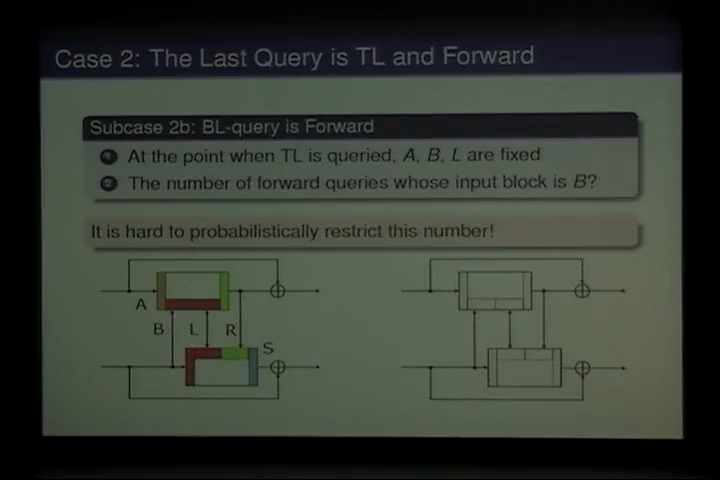 Case 2: The Last Query is TL and Forward
Subcase 2b: BL-query is Forward
1 At the point when TL is queried, A, B, L are fixed
2 The number of forward queries whose input block is B?
It is hard to probabilistically restrict this number!
A
B L R
S